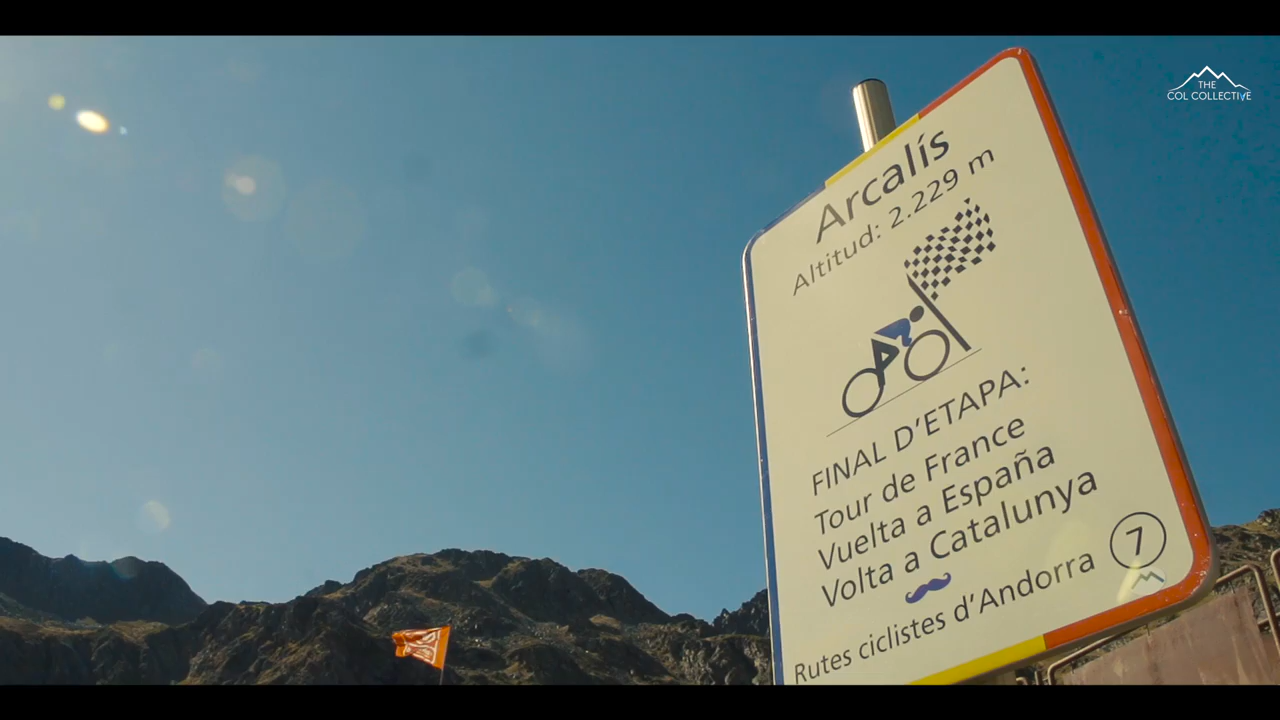 THE
COL COLLECTIVE
Arcalís
Altitud: 2.229 m
FINAL D'ETAPA:
Tour de France
Vuelta a España
Volta a Catalunya
Rutes ciclistes d'Andorra 7